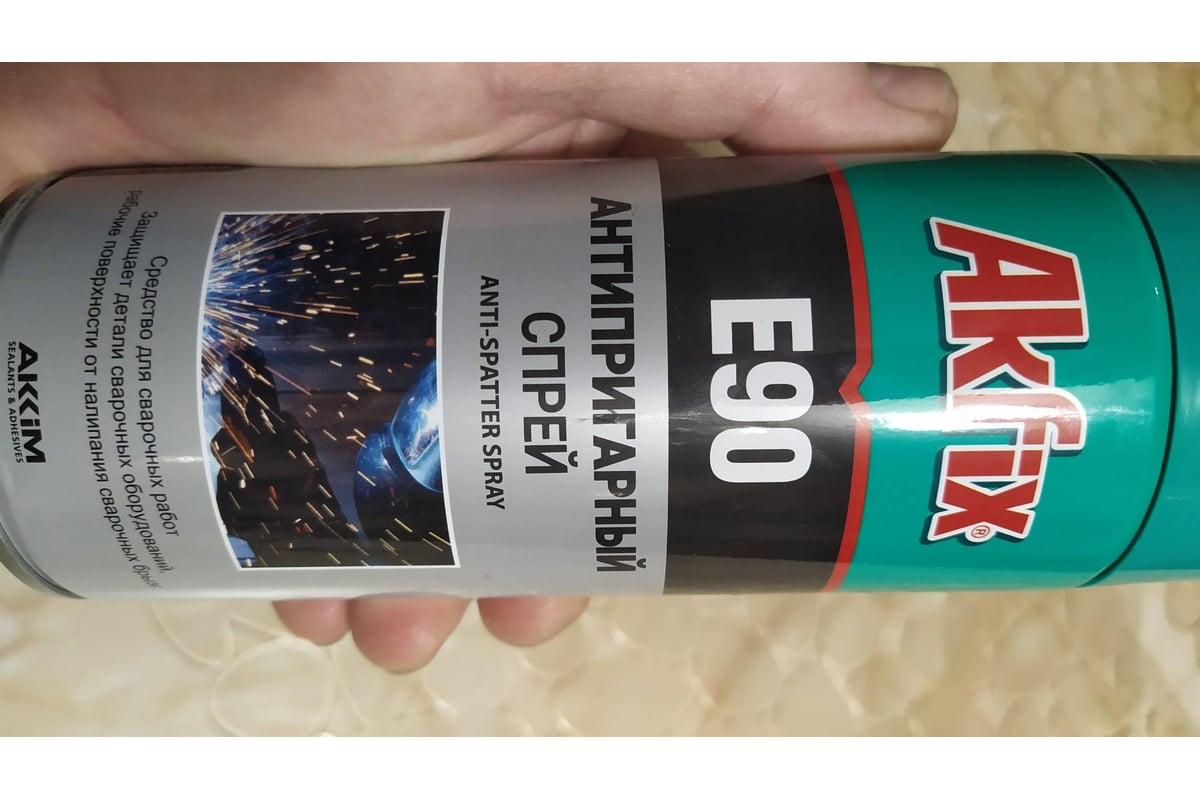 Akfix®
E90
АНТИПРИГАРНЫЙ
СПРЕЙ
ANTI-SPATTER SPRAY
Средство для сварочных работ
Защищает детали сварочных оборудований,
рабочие поверхности от налипания сварочных брызг
AKKIM
SEALANTS & ADHESIVES